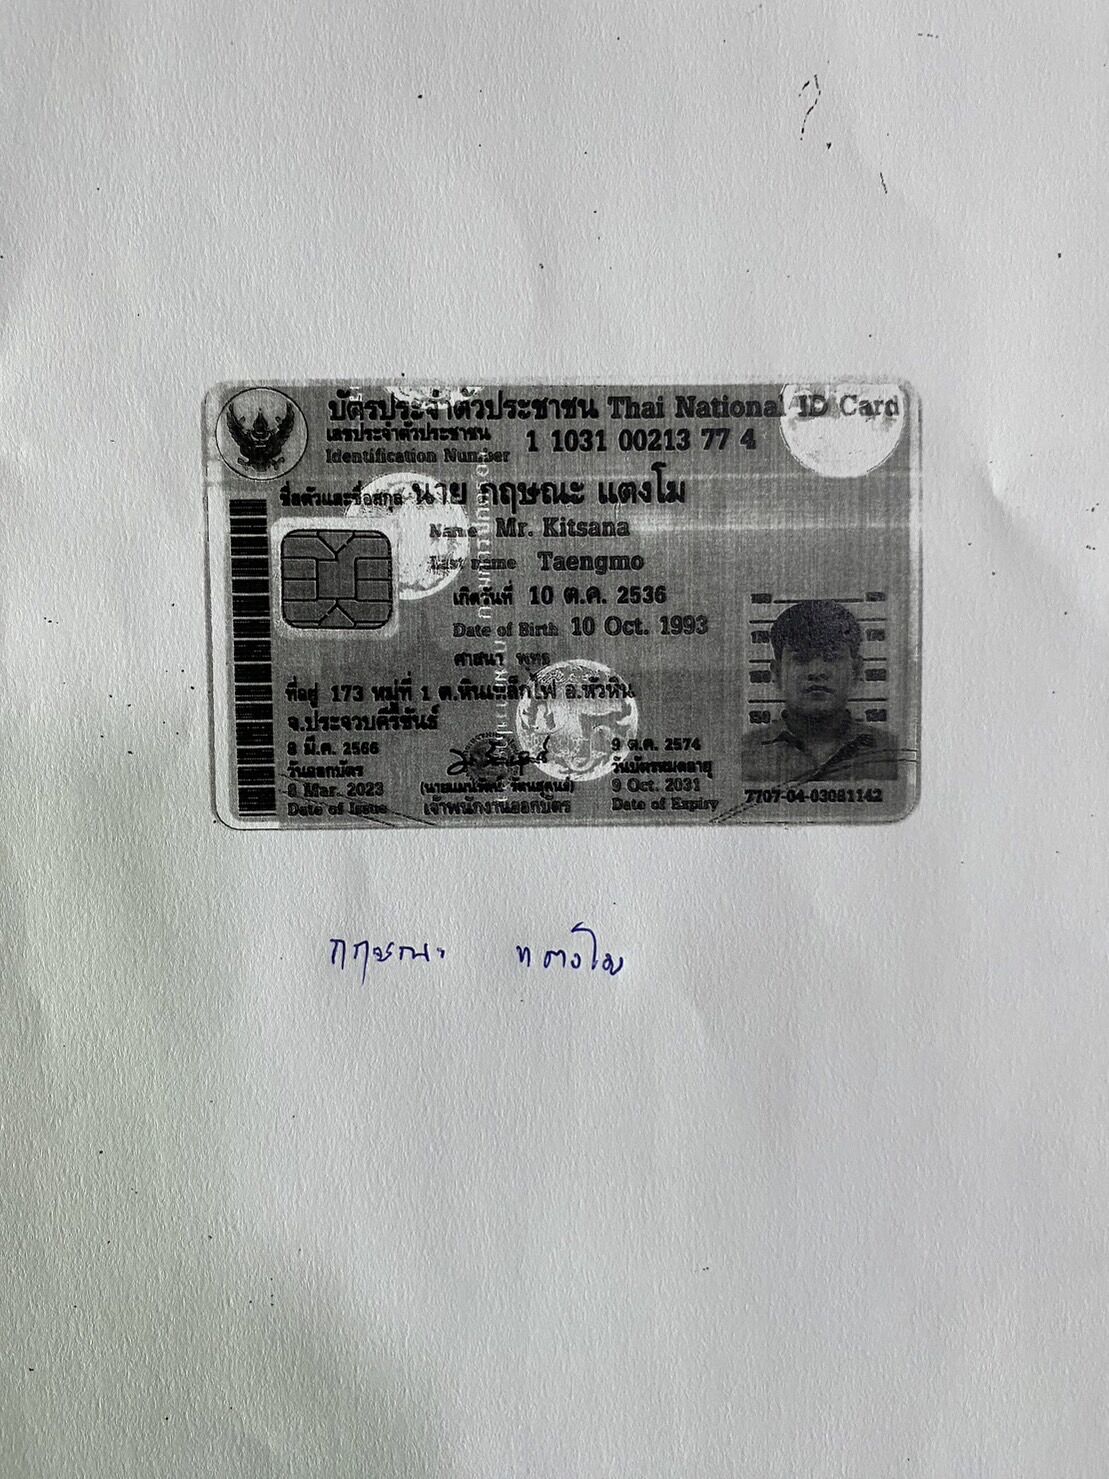 บัตรประจำตัวประชาชน Thai National ID Card
เลขประจำตัวประชาชน
Identification Number 1 1031 00213 77 4
ชื่อตัวและชื่อสกุล นาย กฤษณะ แตงโม
Name Mr. Kitsana
Last name Taengmo
เกิดวันที่ 10 ต.ค. 2536
Date of Birth 10 Oct. 1993
ศาสนา พุทธ
ที่อยู่ 173 หมู่ที่ 1 ต.หินเหล็กไฟ อ.หัวหิน
จ.ประจวบคีรีขันธ์
8 มี.ค. 2566
วันออกบัตร
8 Mar. 2023
Date of Issue
เจ้าพนักงานออกบัตร
9 ต.ค. 2574
วันบัตรหมดอายุ
9 Oct. 2031
Date of Expiry
7707-04-03081142
กฤษณะ แตงโม